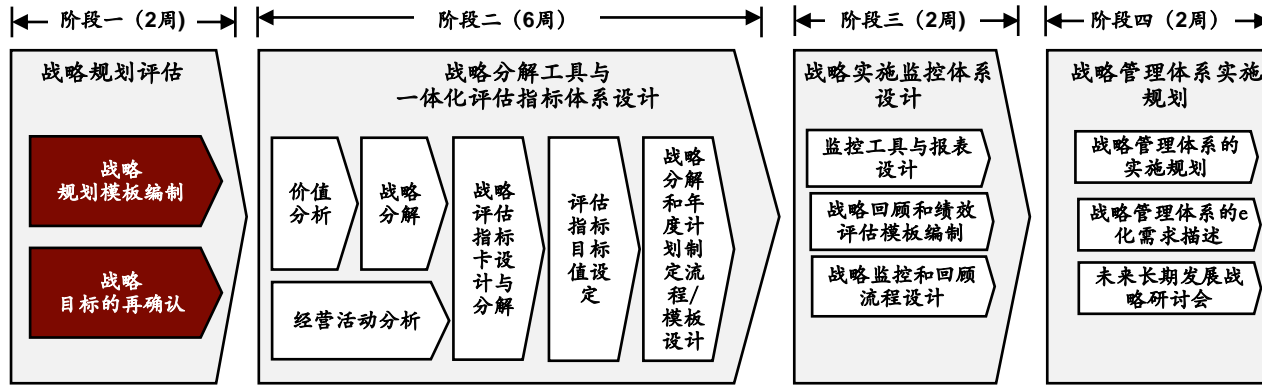 阶段一（2周）
阶段二（6周）
阶段三（2周）
阶段四（2周）
战略规划评估
战略
规划模板编制
战略
目标的再确认
战略分解工具与
一体化评估指标体系设计
价值
分析
战略
分解
经营活动分析
战略
评估
指标
卡设
计与
分解
评估
指标
目标
值设
定
战略
分解
和年
度计
划制
定流
程/
模板
设计
战略实施监控体系
设计
监控工具与报表
设计
战略回顾和绩效
评估模板编制
战略监控和回顾
流程设计
战略管理体系实施
规划
战略管理体系的
实施规划
战略管理体系的e
化需求描述
未来长期发展战
略研讨会